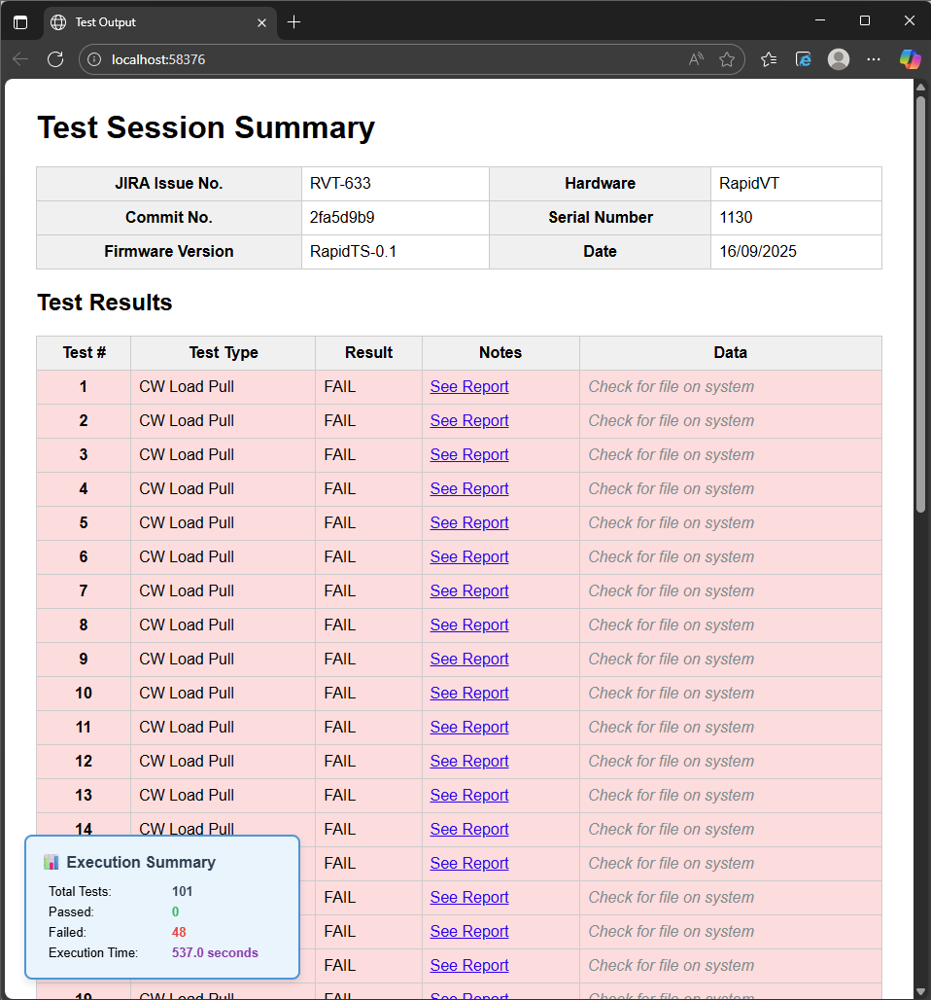 Test Output
localhost:58376
Test Session Summary
JIRA Issue No. RVT-633 Hardware RapidVT
Commit No. 2fa5d9b9 Serial Number 1130
Firmware Version RapidTS-0.1 Date 16/09/2025
Test Results
Test # Test Type Result Notes Data
1 CW Load Pull FAIL See Report Check for file on system
2 CW Load Pull FAIL See Report Check for file on system
3 CW Load Pull FAIL See Report Check for file on system
4 CW Load Pull FAIL See Report Check for file on system
5 CW Load Pull FAIL See Report Check for file on system
6 CW Load Pull FAIL See Report Check for file on system
7 CW Load Pull FAIL See Report Check for file on system
8 CW Load Pull FAIL See Report Check for file on system
9 CW Load Pull FAIL See Report Check for file on system
10 CW Load Pull FAIL See Report Check for file on system
11 CW Load Pull FAIL See Report Check for file on system
12 CW Load Pull FAIL See Report Check for file on system
13 CW Load Pull FAIL See Report Check for file on system
14 CW Load Pull FAIL See Report Check for file on system
FAIL See Report Check for file on system
FAIL See Report Check for file on system
FAIL See Report Check for file on system
FAIL See Report Check for file on system
19 CW Load Pull FAIL See Report Check for file on system
Execution Summary
Total Tests: 101
Passed: 0
Failed: 48
Execution Time: 537.0 seconds